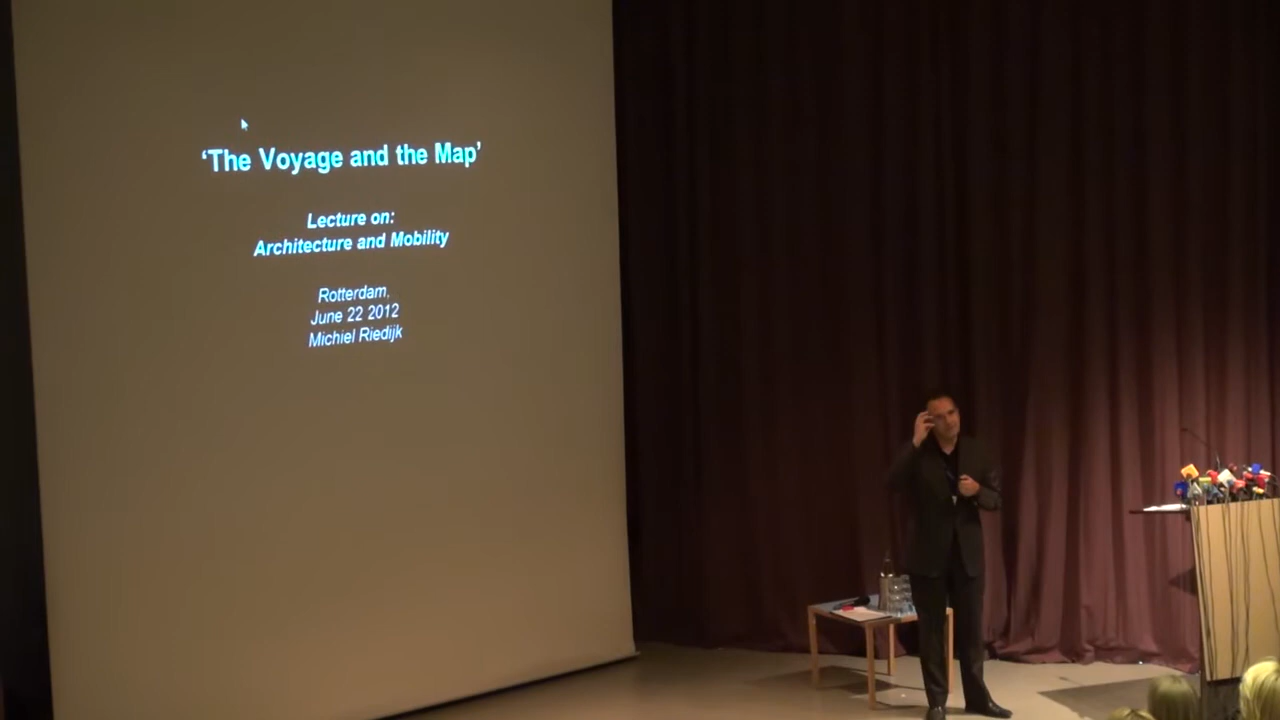 ‘The Voyage and the Map’
Lecture on:
Architecture and Mobility
Rotterdam,
June 22 2012
Michiel Riedijk